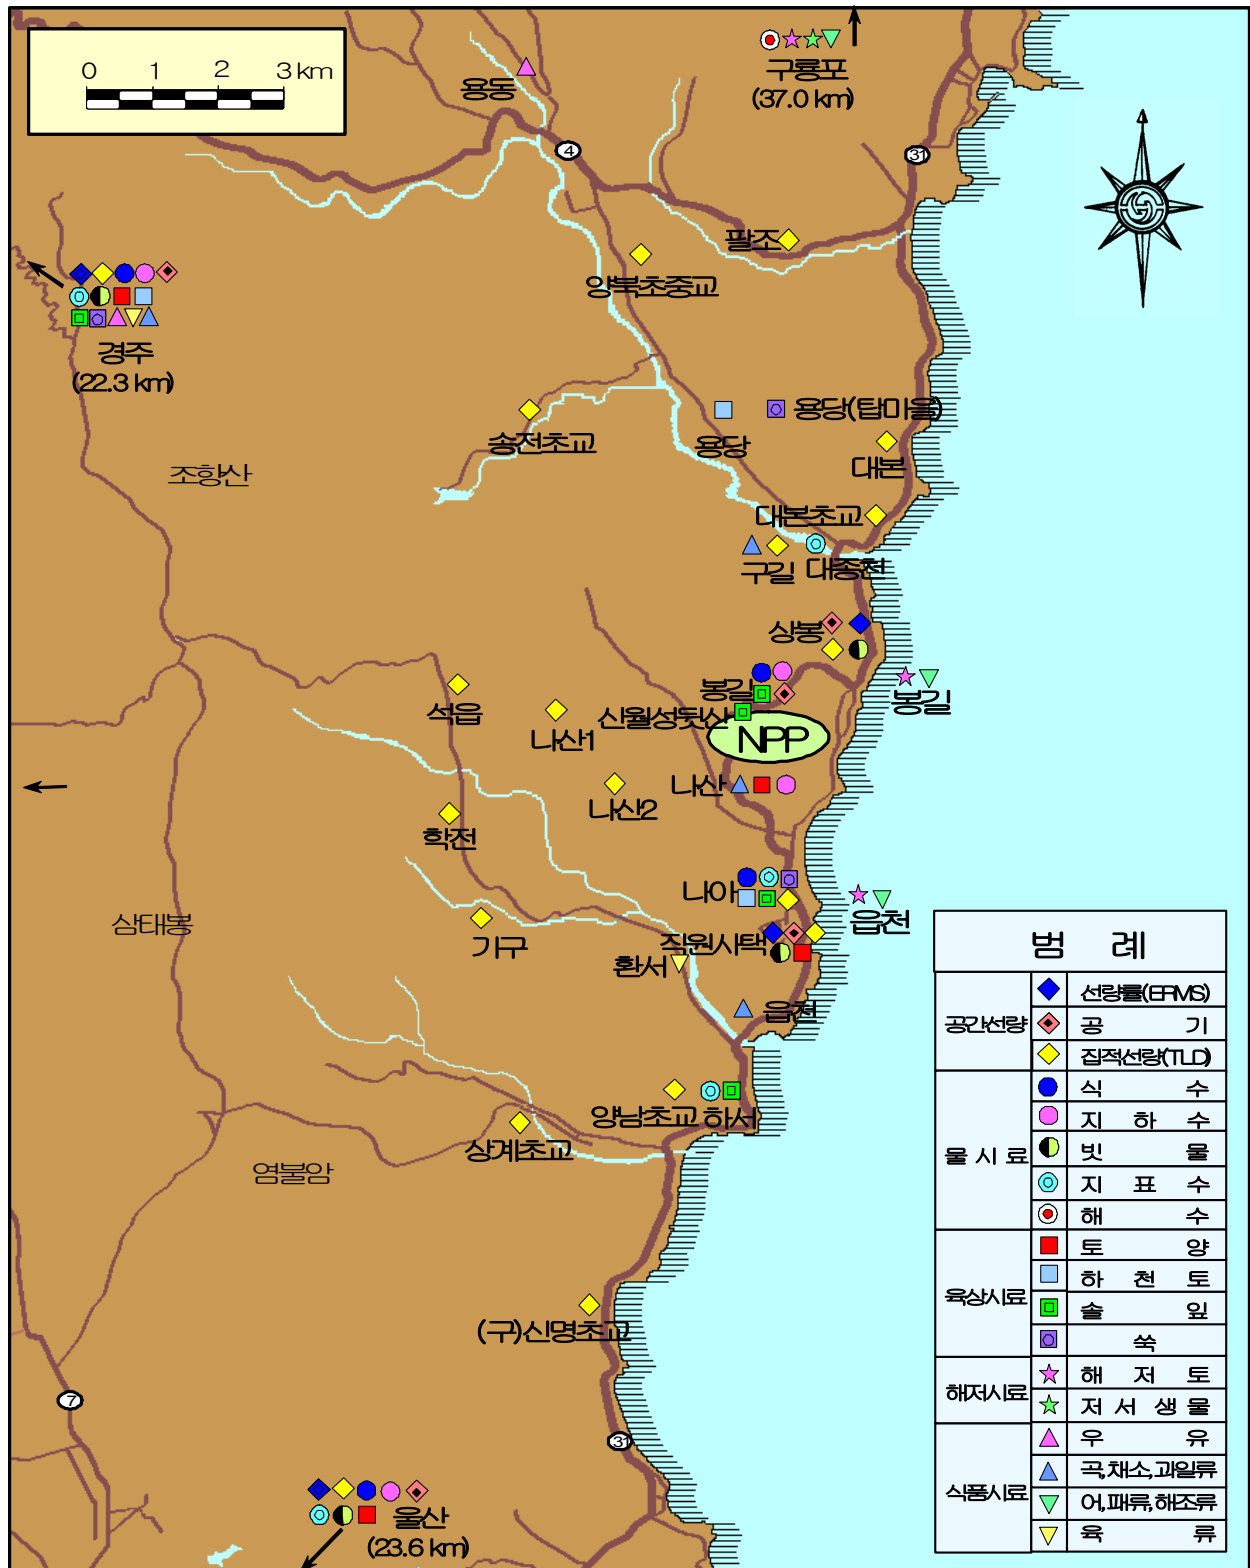 0 1 2 3 km
구룡포
(37.0 km)
용동
4
31
팔조
양북초중교
경주
(22.3 km)
용당(탑마을)
송전초교
용당
대본
조항산
대본초교
구길
대종천
상봉
봉길
봉길
석읍
신월성뒷산
나산1
NPP
나산
나산2
학전
나아
삼태봉
읍천
기구
직원사택
환서
읍천
양남초교
하서
상계초교
염불암
(구)신명초교
7
31
울산
(23.6 km)
범 례
공간선량
선량률(ERMS)
공 기
집적선량(TLD)
물 시 료
식 수
지 하 수
빗 물
지 표 수
해 수
육상시료
토 양
하 천 토
솔 잎
쑥
해저시료
해 저 토
저 서 생 물
식품시료
우 유
곡,채소,과일류
어,패류,해조류
육 류